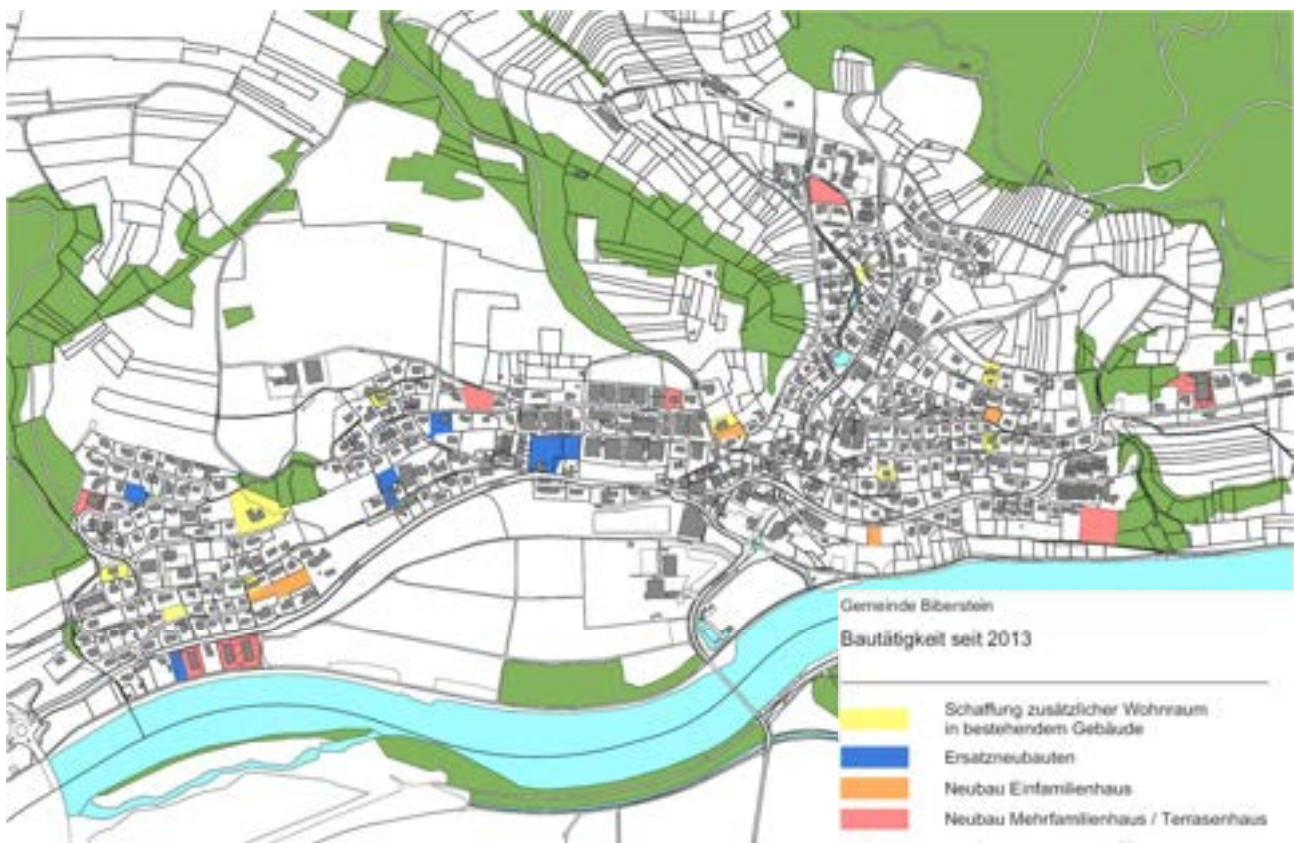 Gemeinde Biberstein
Bautätigkeit seit 2013
Schaffung zusätzlicher Wohnraum
in bestehendem Gebäude
Ersatzneubauten
Neubau Einfamilienhaus
Neubau Mehrfamilienhaus / Terrasenhaus